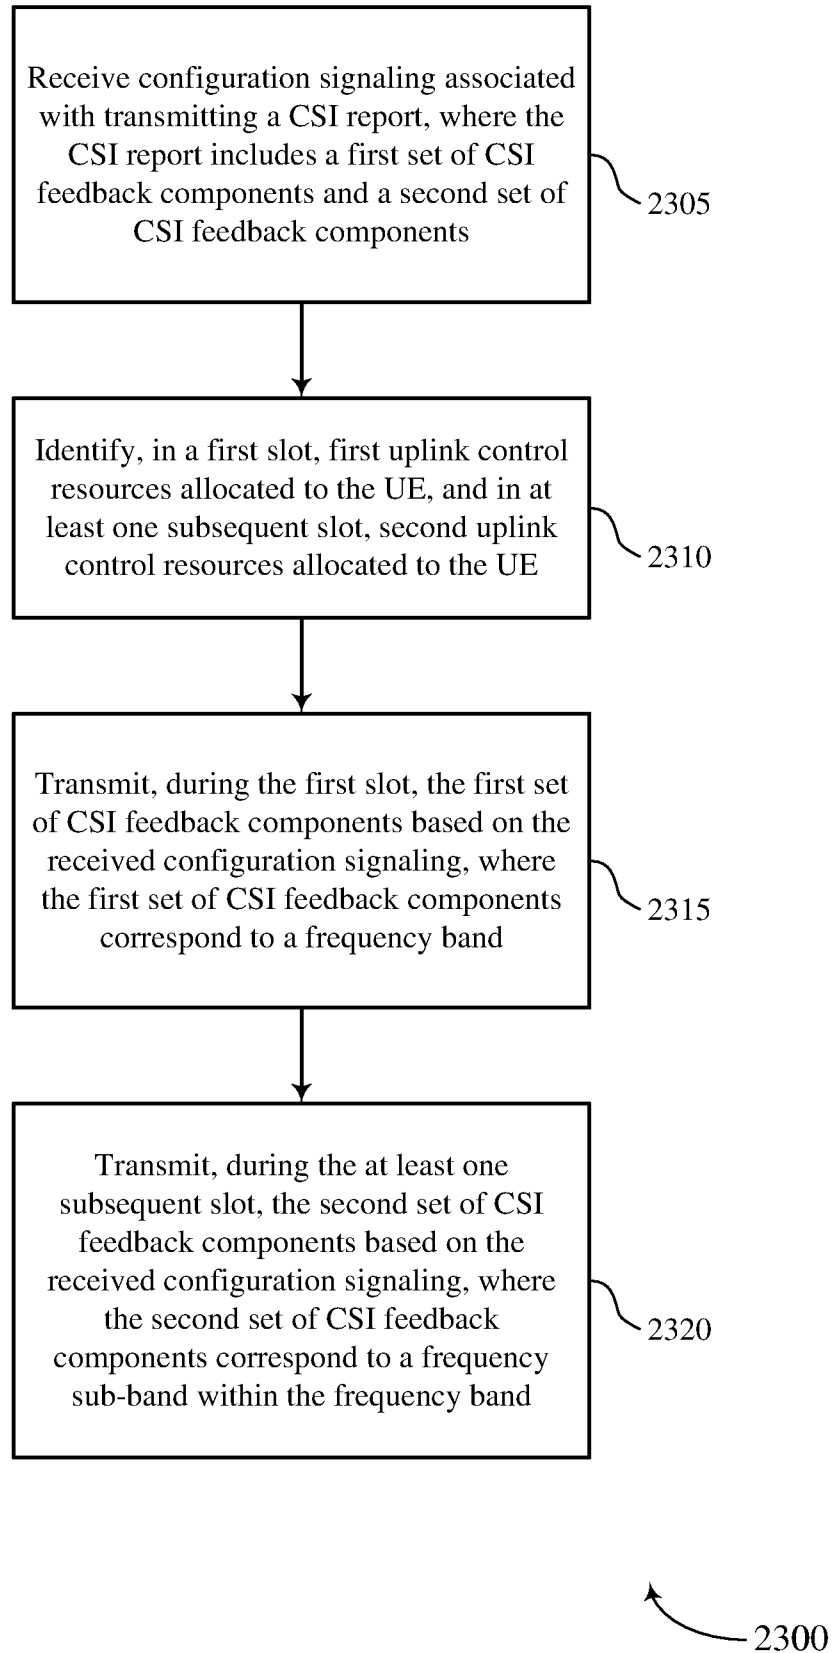 Receive configuration signaling associated
with transmitting a CSI report, where the
CSI report includes a first set of CSI
feedback components and a second set of
CSI feedback components
2305
Identify, in a first slot, first uplink control
resources allocated to the UE, and in at
least one subsequent slot, second uplink
control resources allocated to the UE
2310
Transmit, during the first slot, the first set
of CSI feedback components based on the
received configuration signaling, where
the first set of CSI feedback components
correspond to a frequency band
2315
Transmit, during the at least one
subsequent slot, the second set of CSI
feedback components based on the
received configuration signaling, where
the second set of CSI feedback
components correspond to a frequency
sub-band within the frequency band
2320
2300